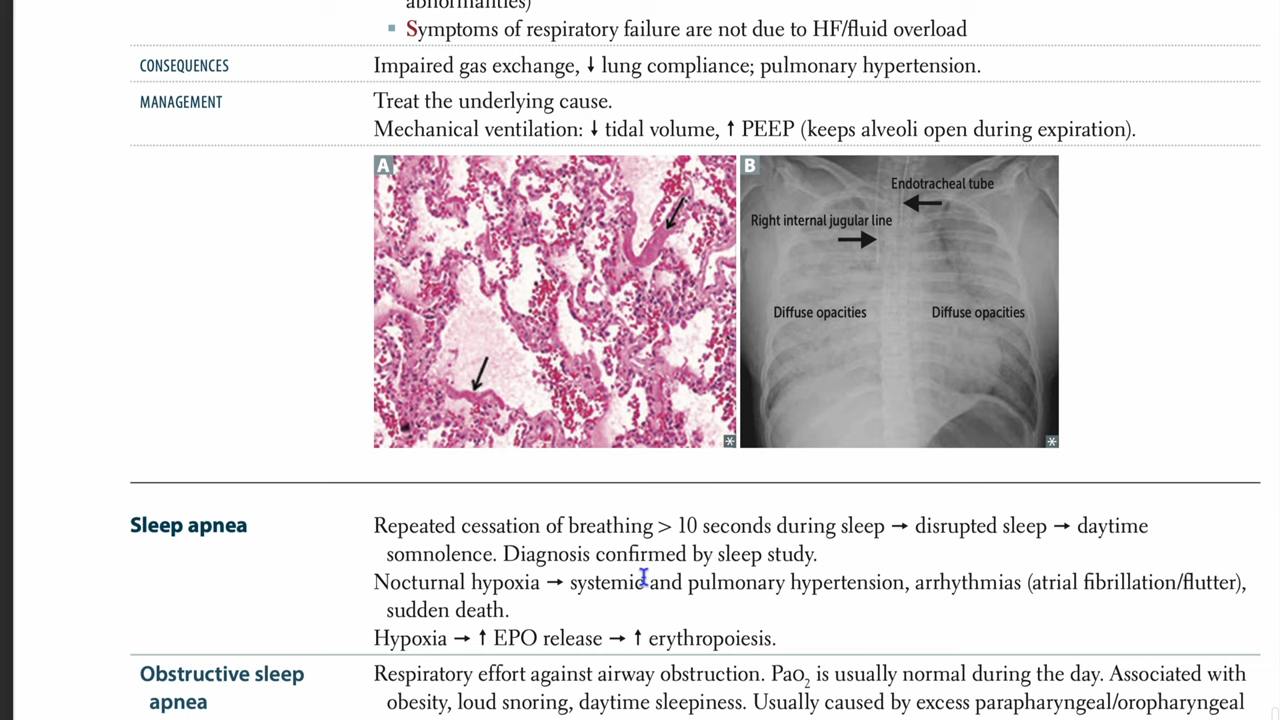 abnormalities)
Symptoms of respiratory failure are not due to HF/fluid overload
CONSEQUENCES
Impaired gas exchange, ↓ lung compliance; pulmonary hypertension.
MANAGEMENT
Treat the underlying cause.
Mechanical ventilation: ↓ tidal volume, ↑ PEEP (keeps alveoli open during expiration).
A
B
Endotracheal tube
Right internal jugular line
Diffuse opacities
Diffuse opacities
Sleep apnea
Repeated cessation of breathing > 10 seconds during sleep → disrupted sleep → daytime
somnolence. Diagnosis confirmed by sleep study.
Nocturnal hypoxia → systemic and pulmonary hypertension, arrhythmias (atrial fibrillation/flutter),
sudden death.
Hypoxia → ↑ EPO release → ↑ erythropoiesis.
Obstructive sleep
apnea
Respiratory effort against airway obstruction. Pao₂ is usually normal during the day. Associated with
obesity, loud snoring, daytime sleepiness. Usually caused by excess parapharyngeal/oropharyngeal